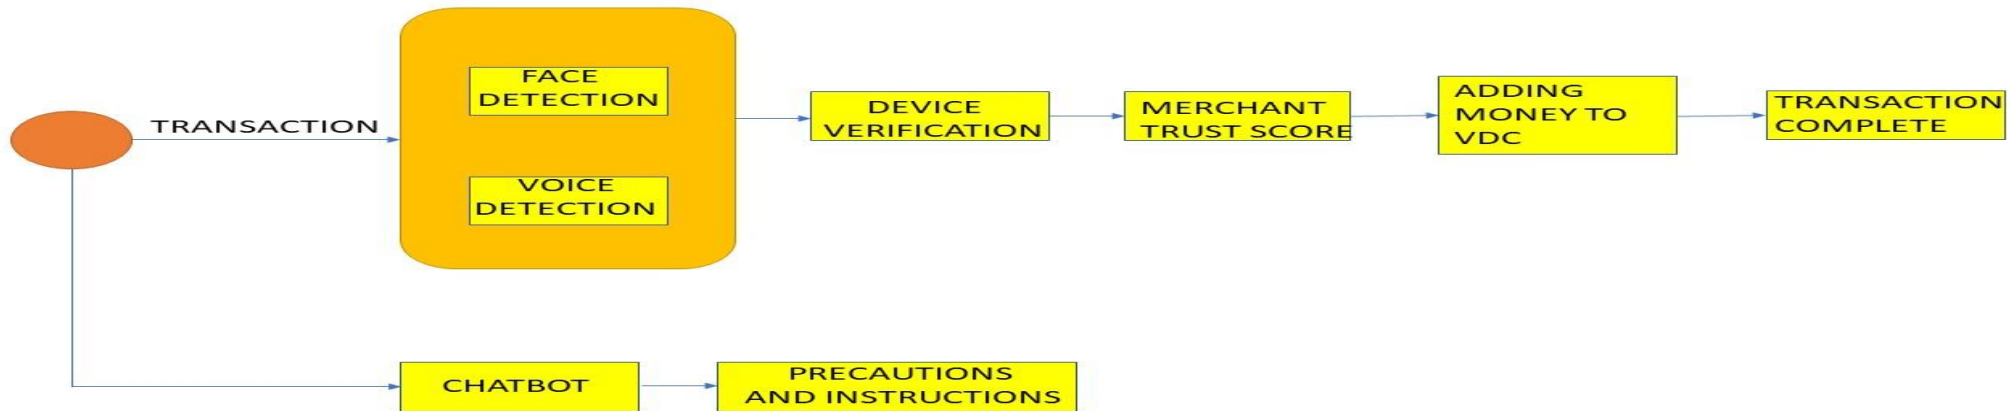 TRANSACTION
FACE
DETECTION
VOICE
DETECTION
DEVICE
VERIFICATION
MERCHANT
TRUST SCORE
ADDING
MONEY TO
VDC
TRANSACTION
COMPLETE
CHATBOT
PRECAUTIONS
AND INSTRUCTIONS